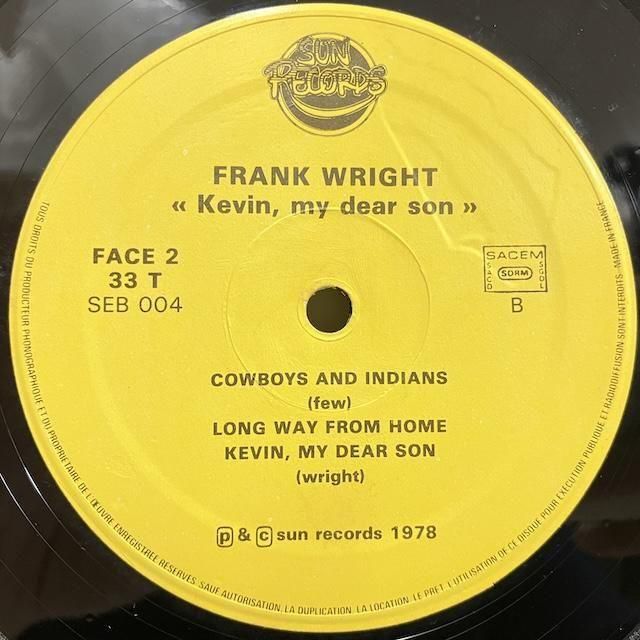 SUN
RECORDS
FRANK WRIGHT
« Kevin, my dear son »
FACE 2
33 T
SEB 004
SACEM
SACD
SDRM
SGDL
B
COWBOYS AND INDIANS
(few)
LONG WAY FROM HOME
KEVIN, MY DEAR SON
(wright)
p & c sun records 1978
TOUS DROITS DU PRODUCTEUR PHONOGRAPHIQUE ET DU PROPRIETAIRE DE L'ŒUVRE ENREGISTREE RESERVES. SAUF AUTORISATION, LA DUPLICATION, LA LOCATION, LE PRET, L'UTILISATION DE CE DISQUE POUR EXECUTION PUBLIQUE ET RADIODIFFUSION SONT INTERDITS - MADE IN FRANCE